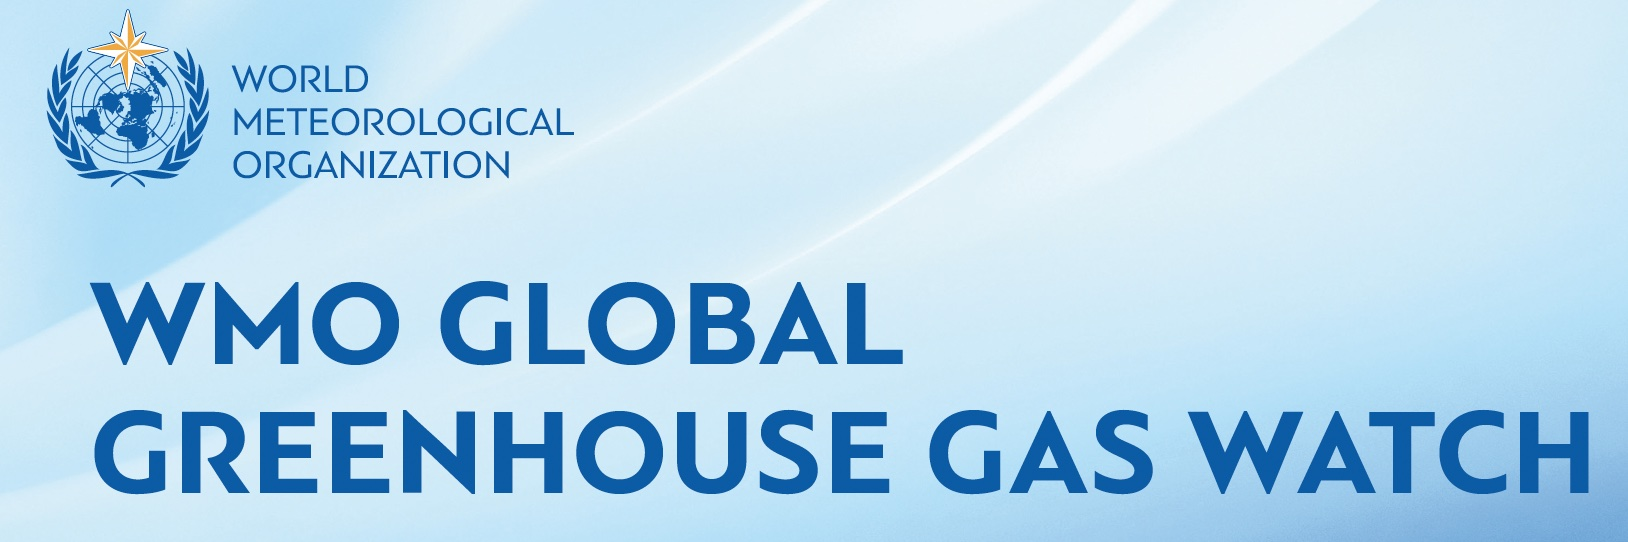 WORLD
METEOROLOGICAL
ORGANIZATION
WMO GLOBAL
GREENHOUSE GAS WATCH